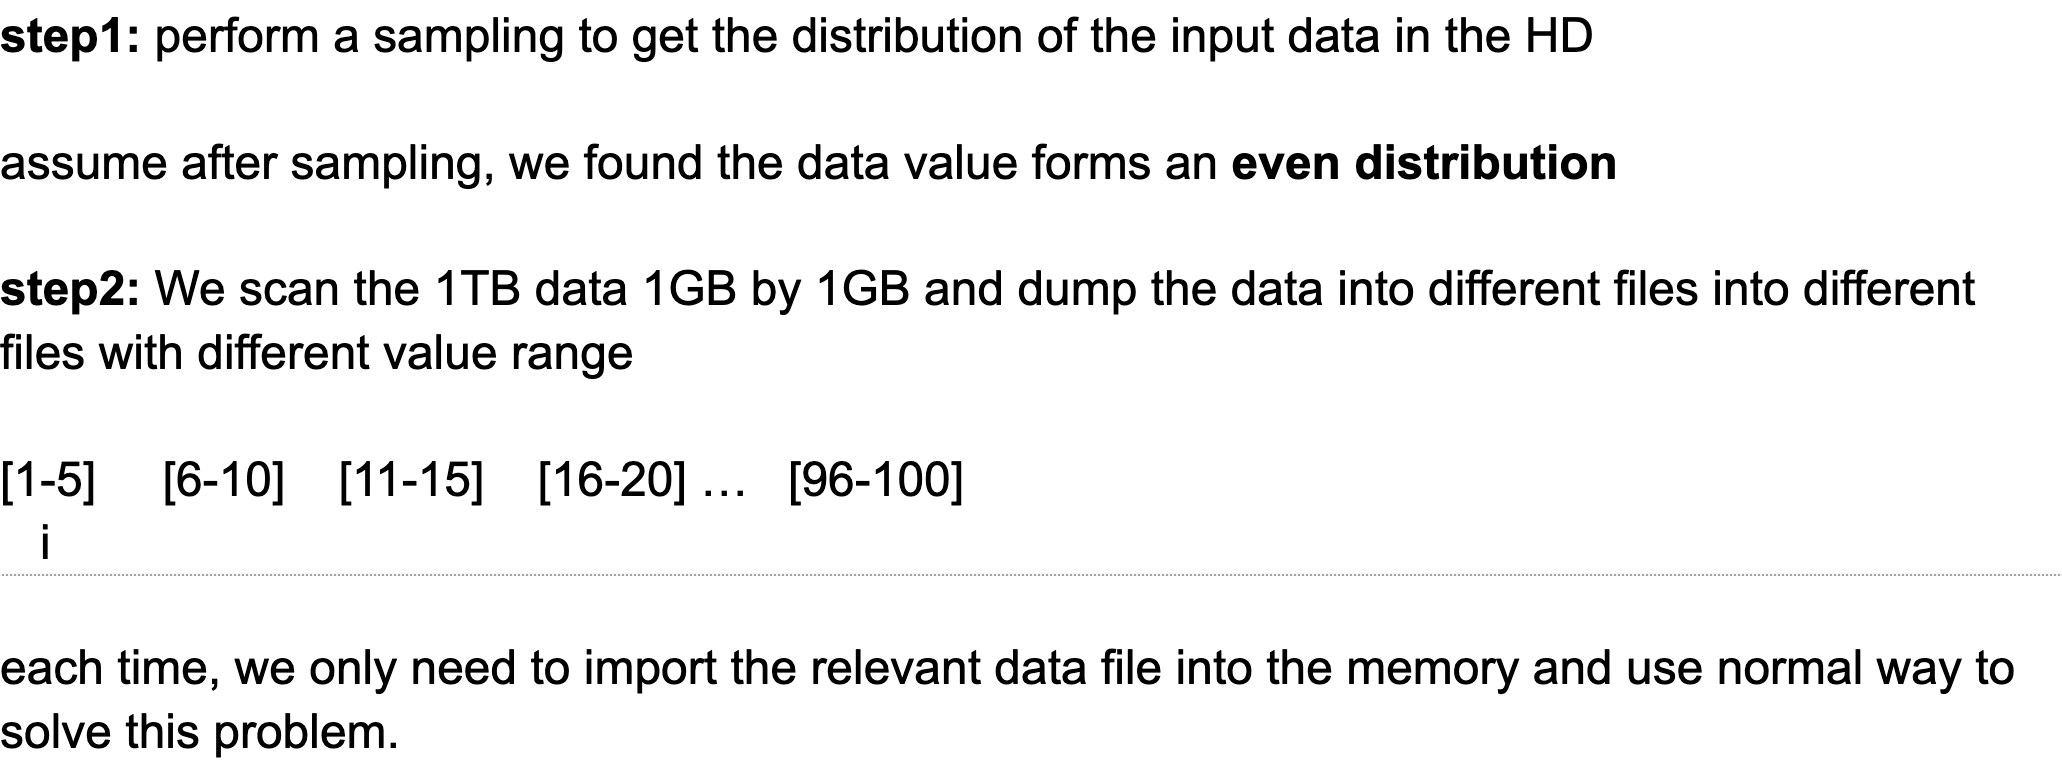 step1: perform a sampling to get the distribution of the input data in the HD
assume after sampling, we found the data value forms an even distribution
step2: We scan the 1TB data 1GB by 1GB and dump the data into different files into different
files with different value range
[1-5] [6-10] [11-15] [16-20] ... [96-100]
i
each time, we only need to import the relevant data file into the memory and use normal way to
solve this problem.